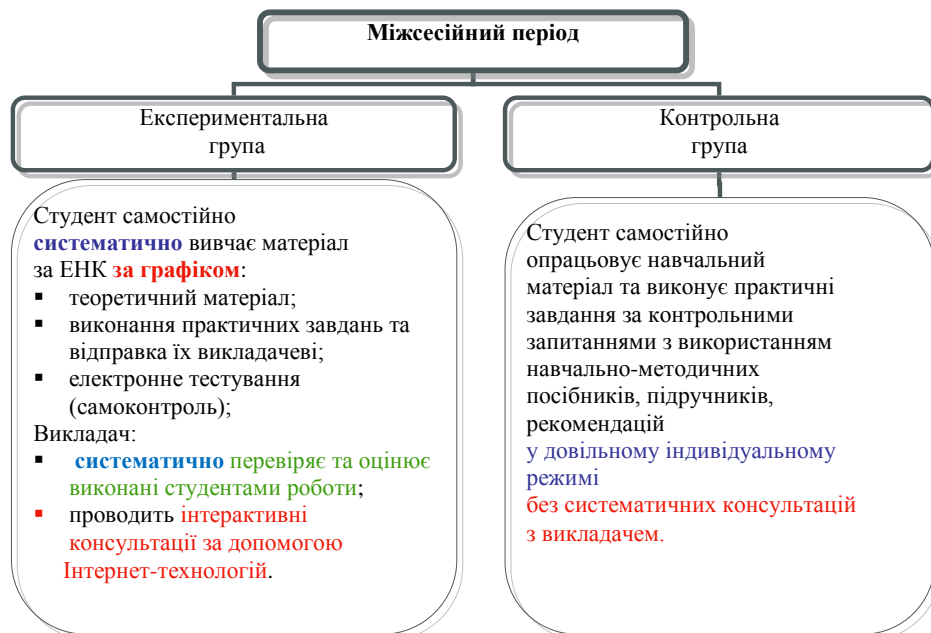 Міжсесійний період
Експериментальна
група
Контрольна
група
Студент самостійно
систематично вивчає матеріал
за ЕНК за графіком:
▪ теоретичний матеріал;
▪ виконання практичних завдань та
відправка їх викладачеві;
▪ електронне тестування
(самоконтроль);
Викладач:
▪ систематично перевіряє та оцінює
виконані студентами роботи;
▪ проводить інтерактивні
консультації за допомогою
Інтернет-технологій.
Студент самостійно
опрацьовує навчальний
матеріал та виконує практичні
завдання за контрольними
запитаннями з використанням
навчально-методичних
посібників, підручників,
рекомендацій
у довільному індивідуальному
режимі
без систематичних консультацій
з викладачем.